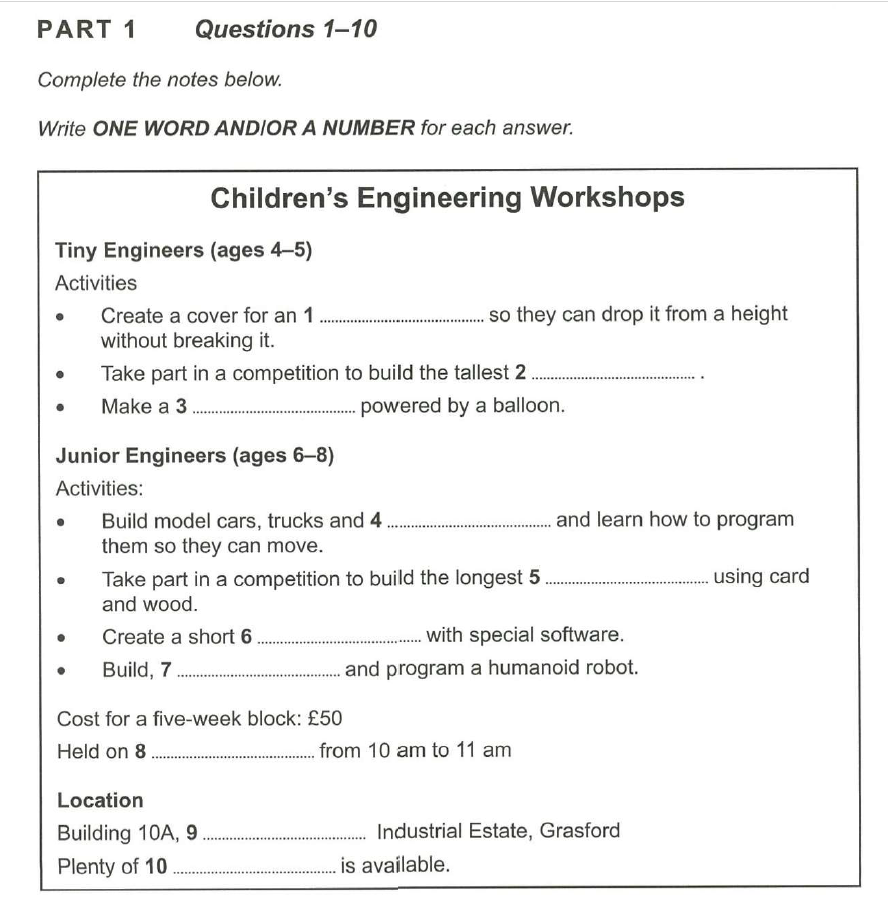 PART 1 Questions 1–10
Complete the notes below.
Write ONE WORD AND/OR A NUMBER for each answer.
Children's Engineering Workshops
Tiny Engineers (ages 4–5)
Activities
• Create a cover for an 1 .................................. so they can drop it from a height
without breaking it.
• Take part in a competition to build the tallest 2 .................................. .
• Make a 3 .................................. powered by a balloon.
Junior Engineers (ages 6–8)
Activities:
• Build model cars, trucks and 4 .................................. and learn how to program
them so they can move.
• Take part in a competition to build the longest 5 .................................. using card
and wood.
• Create a short 6 .................................. with special software.
• Build, 7 .................................. and program a humanoid robot.
Cost for a five-week block: £50
Held on 8 .................................. from 10 am to 11 am
Location
Building 10A, 9 .................................. Industrial Estate, Grasford
Plenty of 10 .................................. is available.